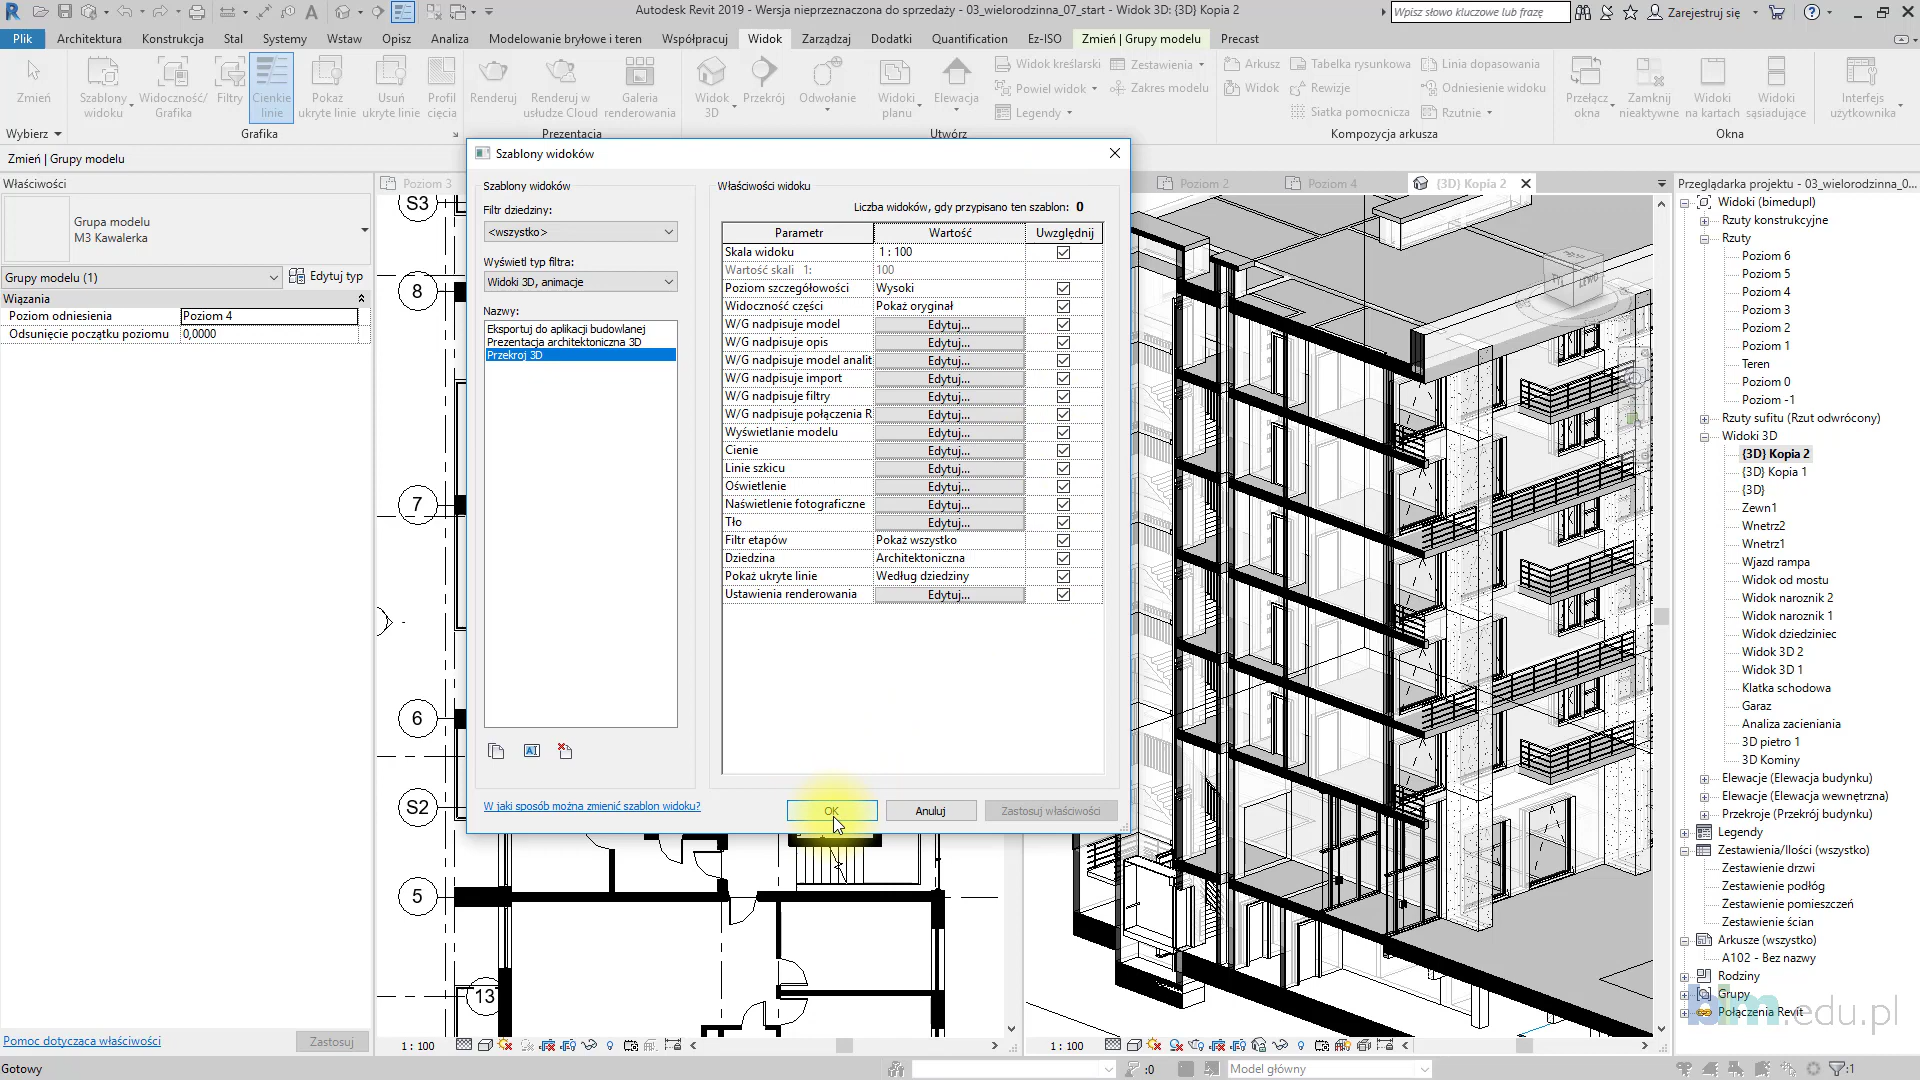 Autodesk Revit 2019 - Wersja nieprzeznaczona do sprzedaży - 03_wielorodzinna_07_start - Widok 3D: {3D} Kopia 2
Wpisz słowo kluczowe lub frazę
Zarejestruj się
Plik Architektura Konstrukcja Stal Systemy Wstaw Opisz Analiza Modelowanie bryłowe i teren Współpracuj Widok Zarządzaj Dodatki Quantification Ez-ISO Zmień | Grupy modelu Precast
Zmień
Szablony widoku
Widoczność/ Grafika
Filtry
Cienkie linie
Pokaż ukryte linie
Usuń ukryte linie
Profil cięcia
Renderuj
Renderuj w usłudze Cloud
Galeria renderowania
Widok 3D
Przekrój
Odwołanie
Widoki planu
Elewacja
Widok kreślarski
Powiel widok
Legendy
Zestawienia
Zakres modelu
Arkusz
Widok
Tabelka rysunkowa
Rewizje
Siatka pomocnicza
Linia dopasowania
Odniesienie widoku
Rzutnie
Przełącz okna
Zamknij nieaktywne
Widoki na kartach
Widoki sąsiadujące
Interfejs użytkownika
Wybierz
Grafika
Prezentacja
Utwórz
Kompozycja arkusza
Okna
Zmień | Grupy modelu
Właściwości
Grupa modelu
M3 Kawalerka
Grupy modelu (1)
Edytuj typ
Wiązania
Poziom odniesienia Poziom 4
Odsunięcie początku poziomu 0,0000
Pomoc dotycząca właściwości
Zastosuj
Gotowy
Poziom 3
Poziom 2
Poziom 4
{3D} Kopia 2
S3
8
7
6
S2
5
13
1 : 100
1 : 100
Szablony widoków
Szablony widoków
Filtr dziedziny:
<wszystko>
Wyświetl typ filtra:
Widoki 3D, animacje
Nazwy:
Eksportuj do aplikacji budowlanej
Prezentacja architektoniczna 3D
Przekroj 3D
W jaki sposób można zmienić szablon widoku?
Właściwości widoku
Liczba widoków, gdy przypisano ten szablon: 0
Parametr Wartość Uwzględnij
Skala widoku 1 : 100
Wartość skali 1: 100
Poziom szczegółowości Wysoki
Widoczność części Pokaż oryginał
W/G nadpisuje model Edytuj...
W/G nadpisuje opis Edytuj...
W/G nadpisuje model analit Edytuj...
W/G nadpisuje import Edytuj...
W/G nadpisuje filtry Edytuj...
W/G nadpisuje połączenia R Edytuj...
Wyświetlanie modelu Edytuj...
Cienie Edytuj...
Linie szkicu Edytuj...
Oświetlenie Edytuj...
Naświetlenie fotograficzne Edytuj...
Tło Edytuj...
Filtr etapów Pokaż wszystko
Dziedzina Architektoniczna
Pokaż ukryte linie Według dziedziny
Ustawienia renderowania Edytuj...
OK Anuluj Zastosuj właściwości
:0
Model główny
:1
Przeglądarka projektu - 03_wielorodzinna_0...
Widoki (bimedupl)
Rzuty konstrukcyjne
Rzuty
Poziom 6
Poziom 5
Poziom 4
Poziom 3
Poziom 2
Poziom 1
Teren
Poziom 0
Poziom -1
Rzuty sufitu (Rzut odwrócony)
Widoki 3D
{3D} Kopia 2
{3D} Kopia 1
{3D}
Zewn1
Wnetrz2
Wnetrz1
Wjazd rampa
Widok od mostu
Widok naroznik 2
Widok naroznik 1
Widok dziedziniec
Widok 3D 2
Widok 3D 1
Klatka schodowa
Garaz
Analiza zacieniania
3D pietro 1
3D Kominy
Elewacje (Elewacja budynku)
Elewacje (Elewacja wewnętrzna)
Przekroje (Przekrój budynku)
Legendy
Zestawienia/Ilości (wszystko)
Zestawienie drzwi
Zestawienie podłóg
Zestawienie pomieszczeń
Zestawienie ścian
Arkusze (wszystko)
A102 - Bez nazwy
Rodziny
Grupy
Połączenia Revit
bim.edu.pl